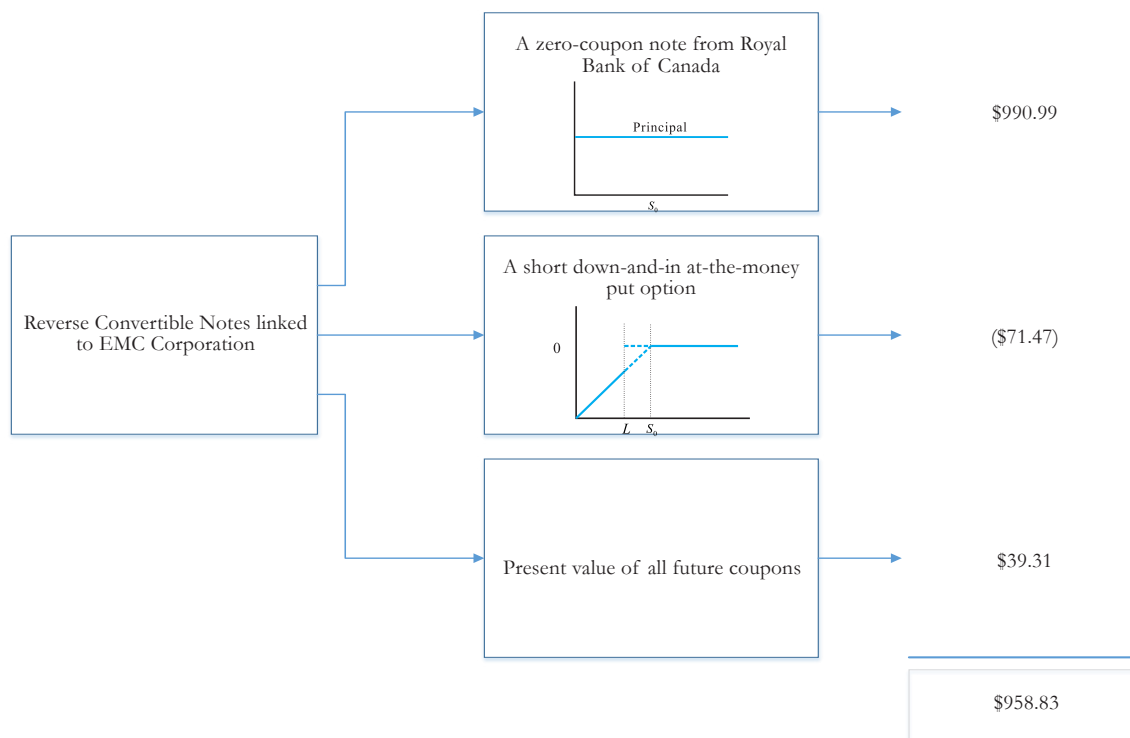 A zero-coupon note from Royal
Bank of Canada
Principal
S₀
$990.99
Reverse Convertible Notes linked
to EMC Corporation
A short down-and-in at-the-money
put option
0
L
S₀
($71.47)
Present value of all future coupons
$39.31
$958.83